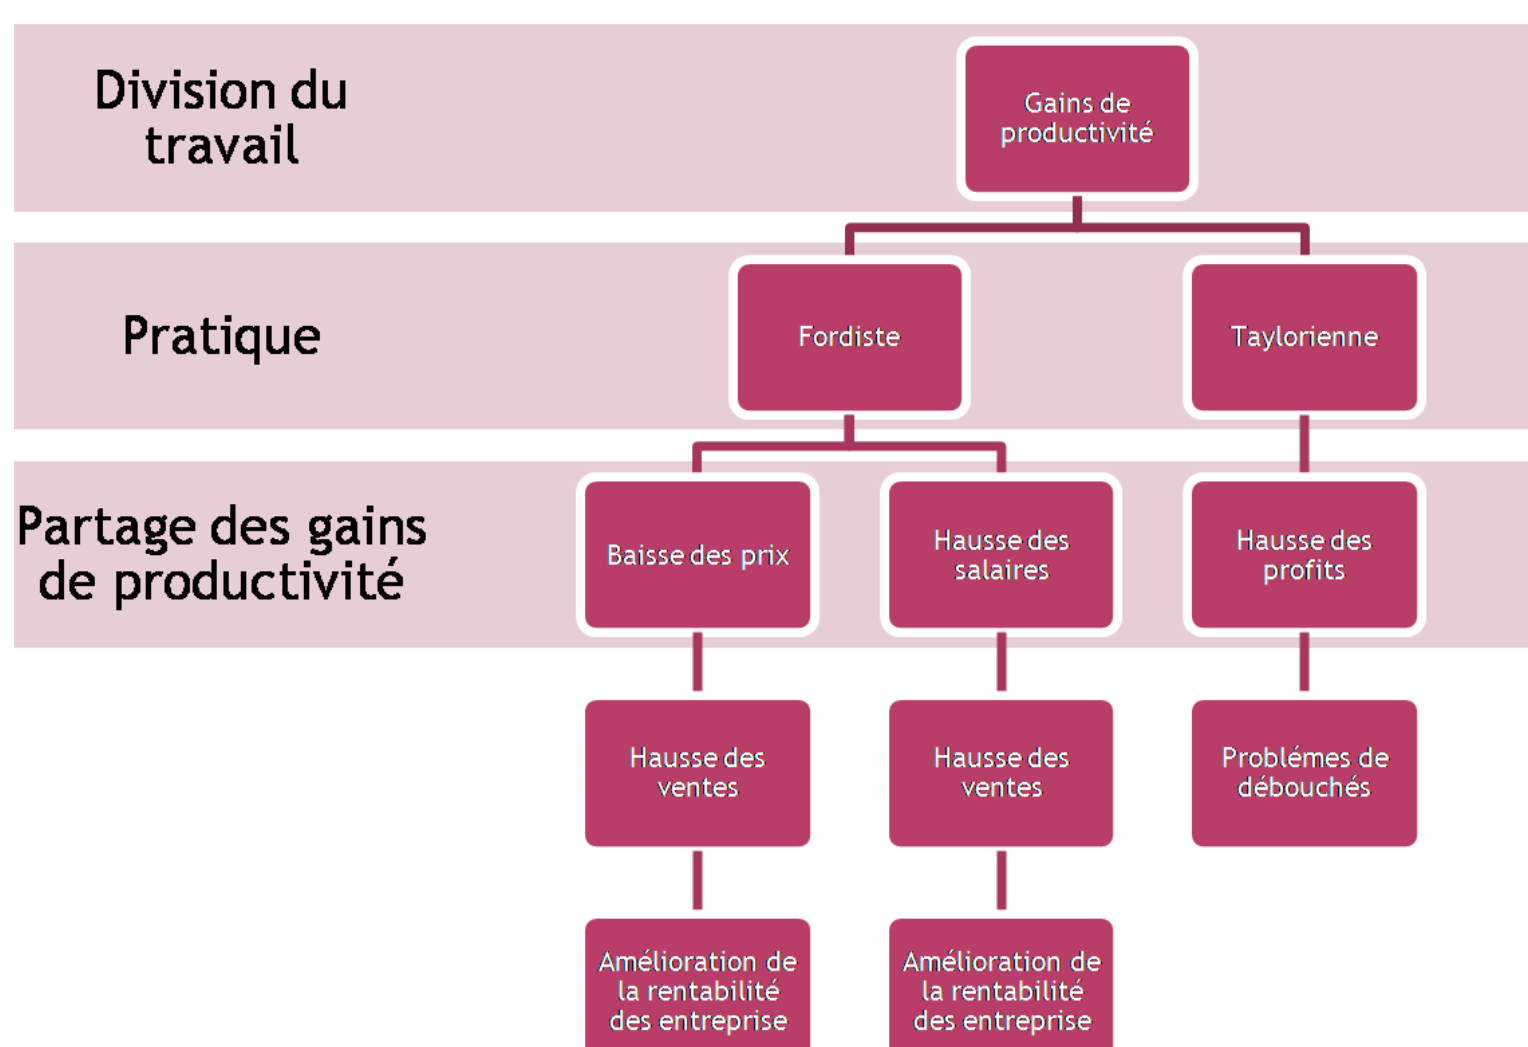 Division du
travail
Gains de
productivité
Pratique
Fordiste
Taylorienne
Partage des gains
de productivité
Baisse des prix
Hausse des
salaires
Hausse des
profits
Hausse des
ventes
Hausse des
ventes
Problémes de
débouchés
Amélioration de
la rentabilité
des entreprise
Amélioration de
la rentabilité
des entreprise